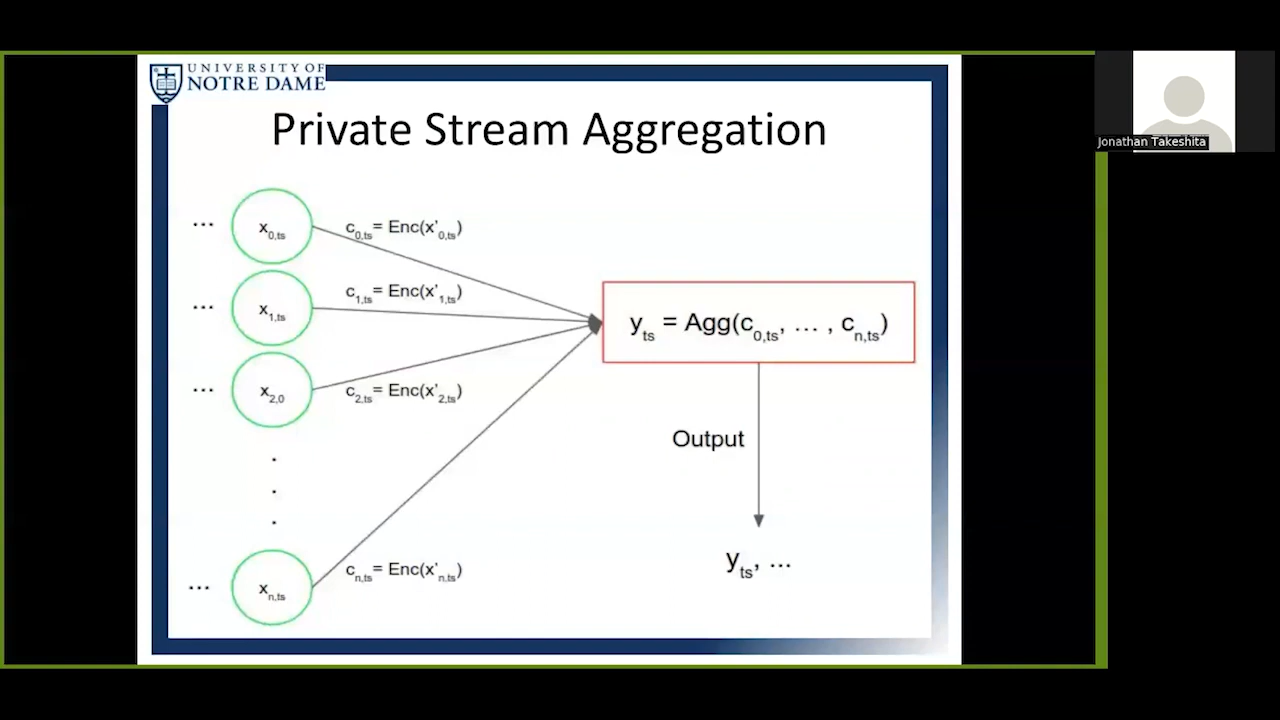 UNIVERSITY OF
NOTRE DAME
Jonathan Takeshita
Private Stream Aggregation
... x0,ts c0,ts= Enc(x'0,ts)
... x1,ts c1,ts= Enc(x'1,ts)
yts = Agg(c0,ts, ... , cn,ts)
... x2,0 c2,ts= Enc(x'2,ts)
Output
.
.
.
yts, ...
... xn,ts cn,ts= Enc(x'n,ts)